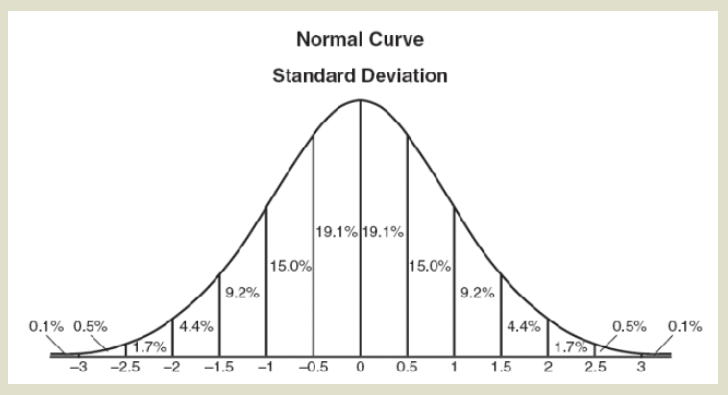 Normal Curve
Standard Deviation
19.1% 19.1%
15.0% 15.0%
9.2% 9.2%
0.1% 0.5% 4.4% 4.4% 0.5% 0.1%
1.7% 1.7%
–3 –2.5 –2 –1.5 –1 –0.5 0 0.5 1 1.5 2 2.5 3